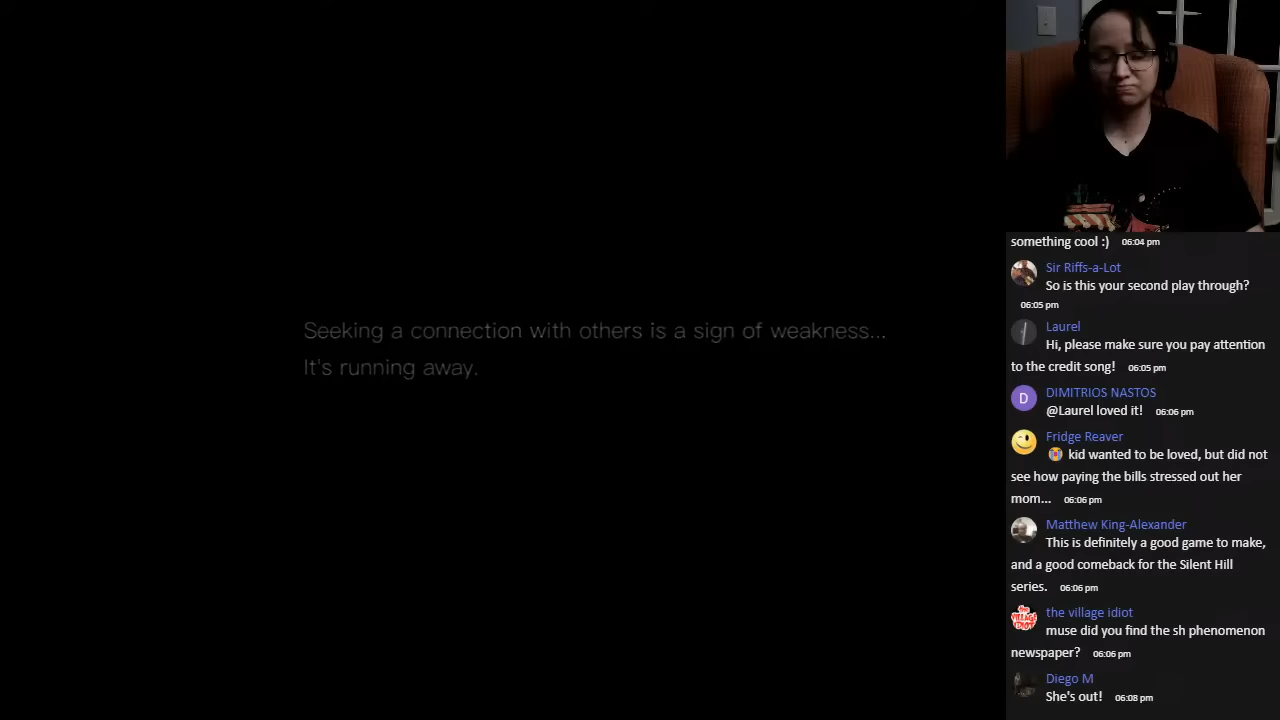 Seeking a connection with others is a sign of weakness...
It's running away.
something cool :) 06:04 pm
Sir Riffs-a-Lot
So is this your second play through?
06:05 pm
Laurel
Hi, please make sure you pay attention
to the credit song! 06:05 pm
D
DIMITRIOS NASTOS
@Laurel loved it! 06:06 pm
Fridge Reaver
kid wanted to be loved, but did not
see how paying the bills stressed out her
mom... 06:06 pm
Matthew King-Alexander
This is definitely a good game to make,
and a good comeback for the Silent Hill
series. 06:06 pm
the VILLAGE IDIOT
the village idiot
muse did you find the sh phenomenon
newspaper? 06:06 pm
Diego M
She's out! 06:08 pm